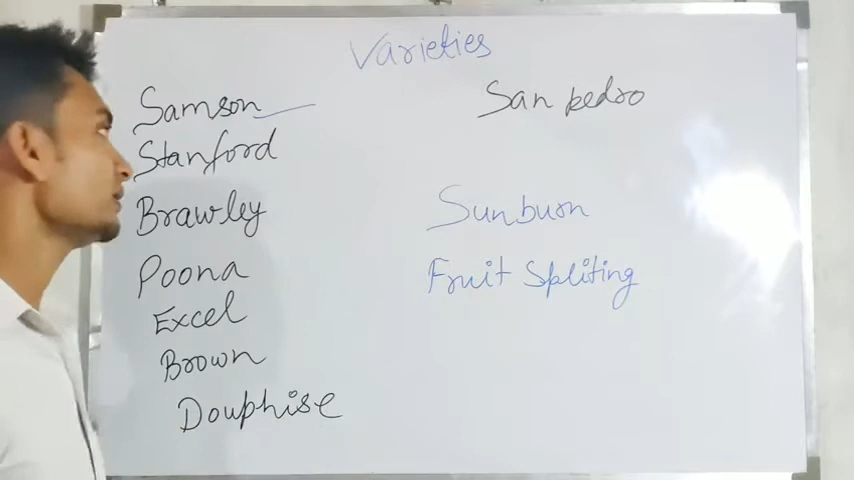 Varieties
Samson
San pedro
Stanford
Brawley
Sunburn
Poona
Fruit Spliting
Excel
Brown
Douphise